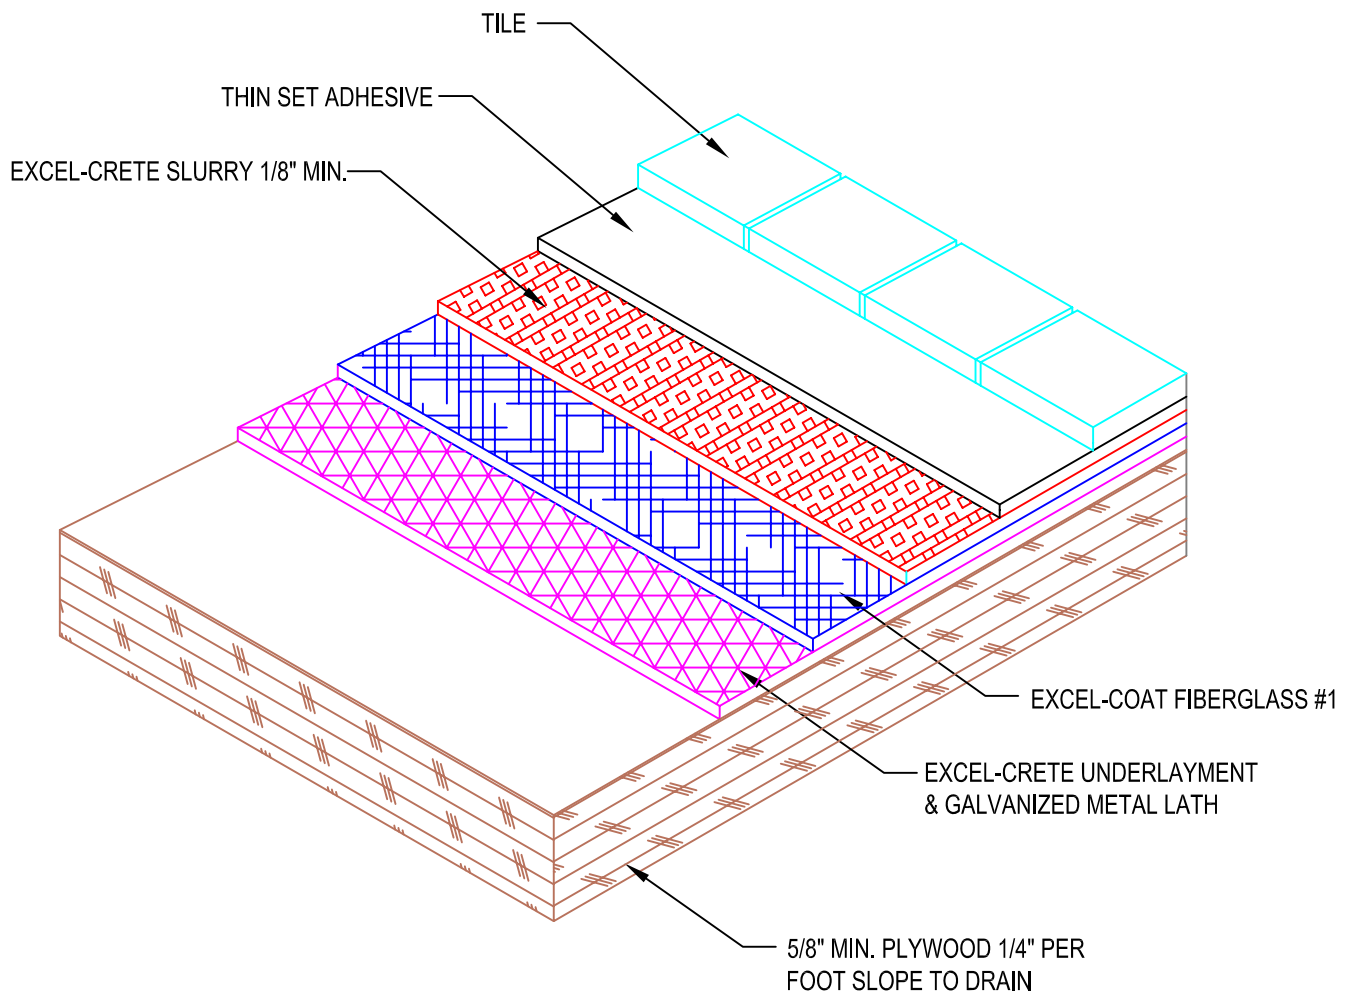 TILE
THIN SET ADHESIVE
EXCEL-CRETE SLURRY 1/8" MIN.
EXCEL-COAT FIBERGLASS #1
EXCEL-CRETE UNDERLAYMENT
& GALVANIZED METAL LATH
5/8" MIN. PLYWOOD 1/4" PER
FOOT SLOPE TO DRAIN